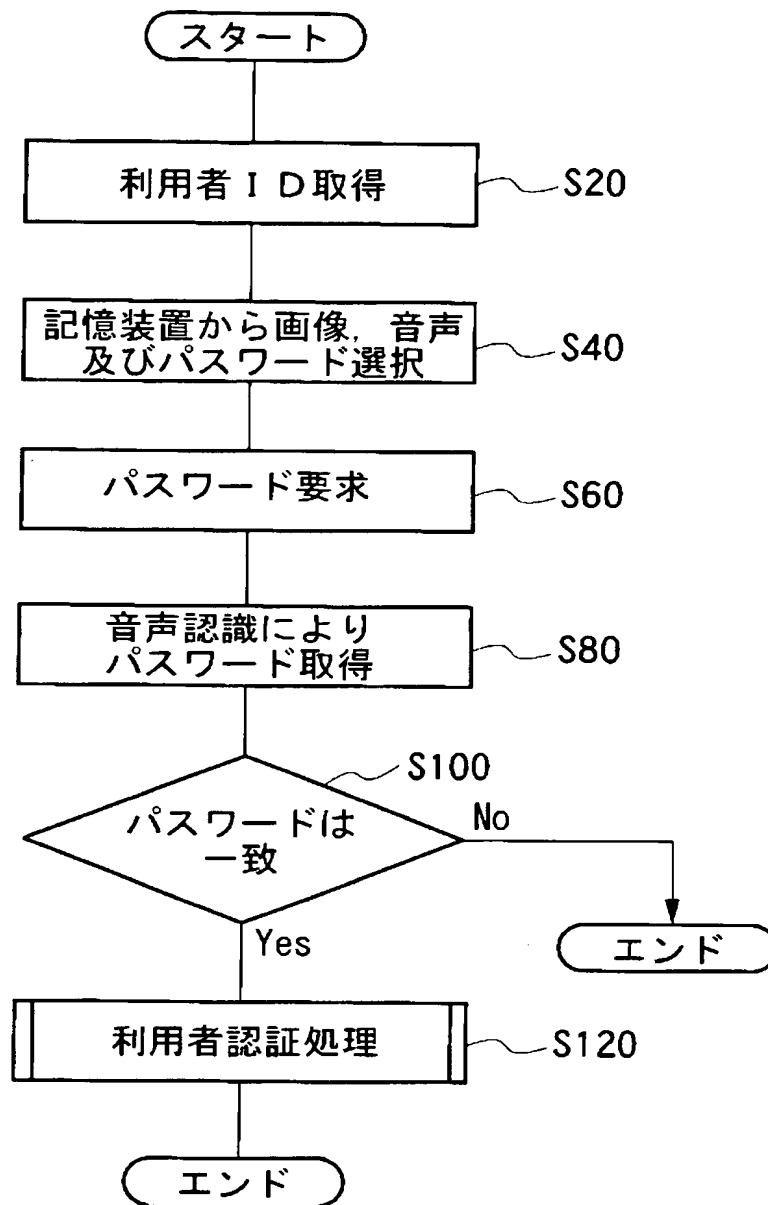 スタート
利用者ID取得
S20
記憶装置から画像，音声
及びパスワード選択
S40
パスワード要求
S60
音声認識により
パスワード取得
S80
S100
パスワードは
一致
No
エンド
Yes
利用者認証処理
S120
エンド